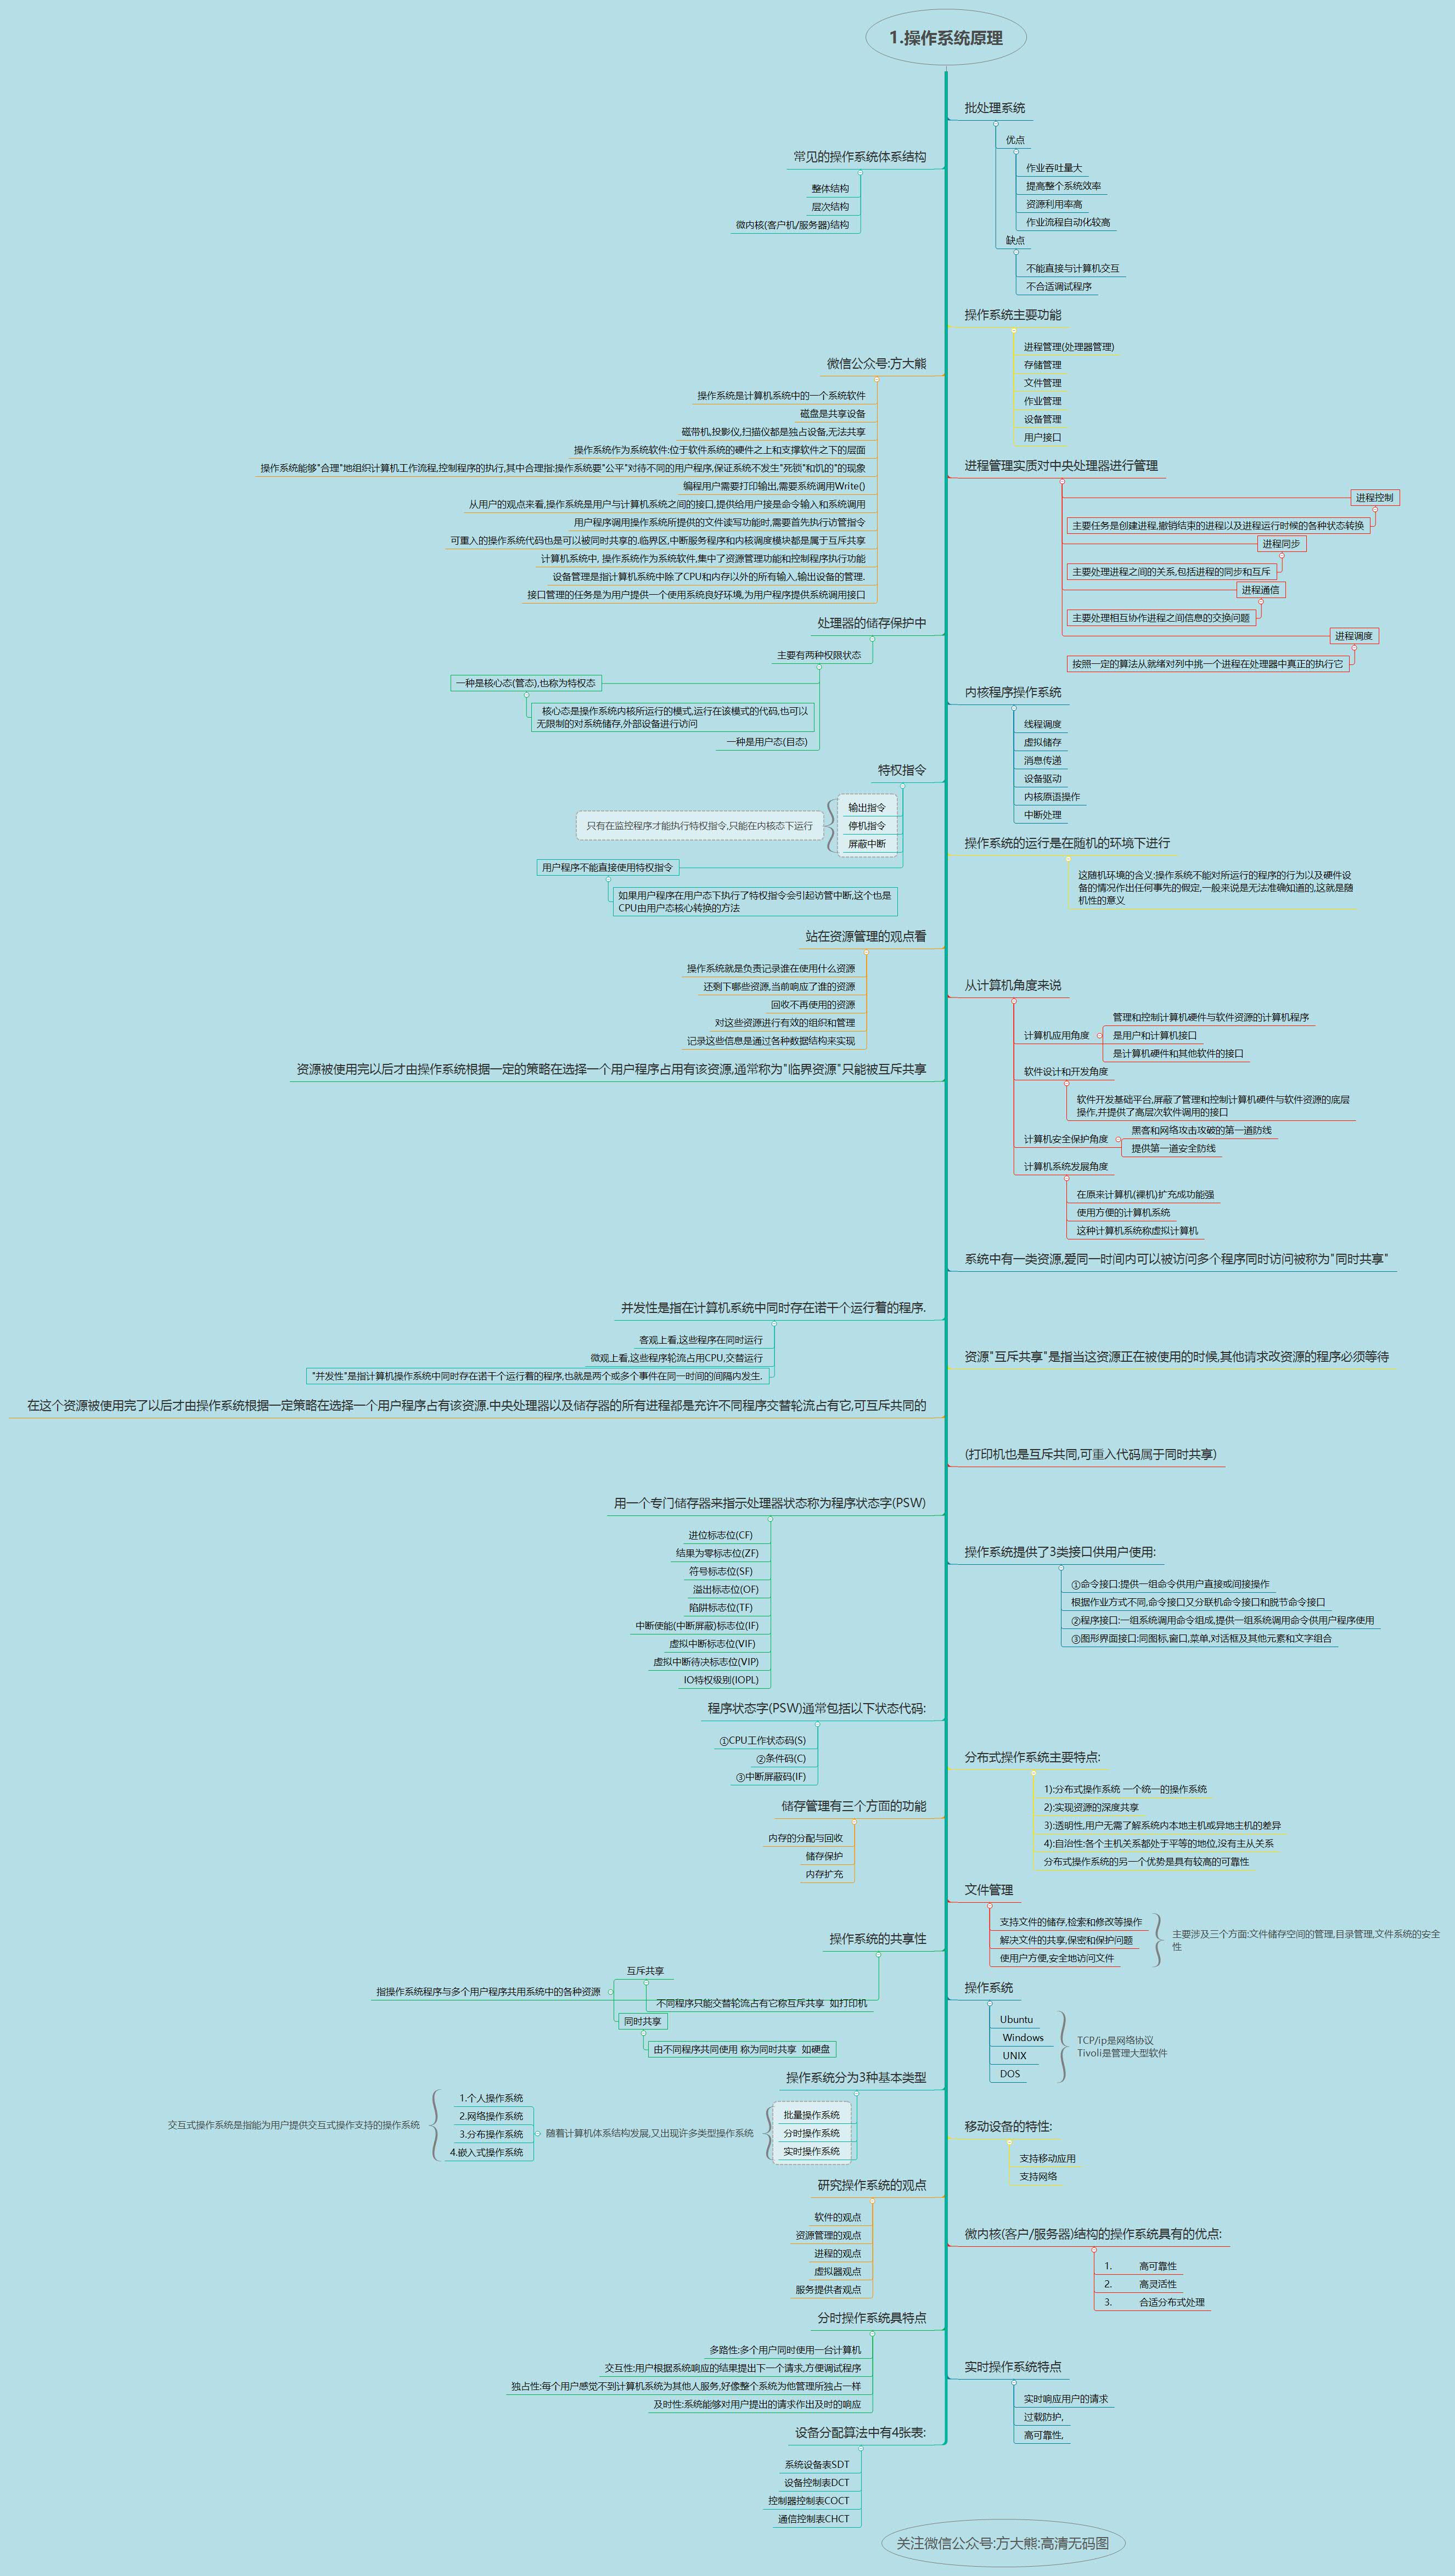 1.操作系统原理
批处理系统
优点
作业吞吐量大
提高整个系统效率
资源利用率高
作业流程自动化较高
缺点
不能直接与计算机交互
不合适调试程序
常见的操作系统体系结构
整体结构
层次结构
微内核(客户机/服务器)结构
操作系统主要功能
进程管理(处理器管理)
存储管理
文件管理
作业管理
设备管理
用户接口
微信公众号:方大熊
操作系统是计算机系统中的一个系统软件
磁盘是共享设备
磁带机,投影仪,扫描仪都是独占设备,无法共享
操作系统作为系统软件:位于软件系统的硬件之上和支撑软件之下的层面
操作系统能够"合理"地组织计算机工作流程,控制程序的执行,其中合理指:操作系统要"公平"对待不同的用户程序,保证系统不发生"死锁"和饥的"的现象
编程用户需要打印输出,需要系统调用Write()
从用户的观点来看,操作系统是用户与计算机系统之间的接口,提供给用户接是命令输入和系统调用
用户程序调用操作系统所提供的文件读写功能时,需要首先执行访管指令
可重入的操作系统代码也是可以被同时共享的.临界区,中断服务程序和内核调度模块都是属于互斥共享
计算机系统中, 操作系统作为系统软件,集中了资源管理功能和控制程序执行功能
设备管理是指计算机系统中除了CPU和内存以外的所有输入,输出设备的管理.
接口管理的任务是为用户提供一个使用系统良好环境,为用户程序提供系统调用接口
进程管理实质对中央处理器进行管理
进程控制
主要任务是创建进程,撤销结束的进程以及进程运行时候的各种状态转换
进程同步
主要处理进程之间的关系,包括进程的同步和互斥
进程通信
主要处理相互协作进程之间信息的交换问题
进程调度
按照一定的算法从就绪对列中挑一个进程在处理器中真正的执行它
处理器的储存保护中
主要有两种权限状态
一种是核心态(管态),也称为特权态
核心态是操作系统内核所运行的模式,运行在该模式的代码,也可以
无限制的对系统储存,外部设备进行访问
一种是用户态(目态)
内核程序操作系统
线程调度
虚拟储存
消息传递
设备驱动
内核原语操作
中断处理
特权指令
输出指令
停机指令
屏蔽中断
只有在监控程序才能执行特权指令,只能在内核态下运行
用户程序不能直接使用特权指令
如果用户程序在用户态下执行了特权指令会引起访管中断,这个也是
CPU由用户态核心转换的方法
操作系统的运行是在随机的环境下进行
这随机环境的含义:操作系统不能对所运行的程序的行为以及硬件设
备的情况作出任何事先的假定,一般来说是无法准确知道的,这就是随
机性的意义
站在资源管理的观点看
操作系统就是负责记录谁在使用什么资源
还剩下哪些资源,当前响应了谁的资源
回收不再使用的资源
对这些资源进行有效的组织和管理
记录这些信息是通过各种数据结构来实现
从计算机角度来说
计算机应用角度
管理和控制计算机硬件与软件资源的计算机程序
是用户和计算机接口
是计算机硬件和其他软件的接口
软件设计和开发角度
软件开发基础平台,屏蔽了管理和控制计算机硬件与软件资源的底层
操作,并提供了高层次软件调用的接口
计算机安全保护角度
黑客和网络攻击攻破的第一道防线
提供第一道安全防线
计算机系统发展角度
在原来计算机(裸机)扩充成功能强
使用方便的计算机系统
这种计算机系统称虚拟计算机
资源被使用完以后才由操作系统根据一定的策略在选择一个用户程序占用有该资源,通常称为"临界资源"只能被互斥共享
系统中有一类资源,爱同一时间内可以被访问多个程序同时访问被称为"同时共享"
并发性是指在计算机系统中同时存在诺干个运行着的程序.
客观上看,这些程序在同时运行
微观上看,这些程序轮流占用CPU,交替运行
"并发性"是指计算机操作系统中同时存在诺干个运行着的程序,也就是两个或多个事件在同一时间的间隔内发生.
资源"互斥共享"是指当这资源正在被使用的时候,其他请求改资源的程序必须等待
在这个资源被使用完了以后才由操作系统根据一定策略在选择一个用户程序占有该资源.中央处理器以及储存器的所有进程都是充许不同程序交替轮流占有它,可互斥共同的
(打印机也是互斥共同,可重入代码属于同时共享)
用一个专门储存器来指示处理器状态称为程序状态字(PSW)
进位标志位(CF)
结果为零标志位(ZF)
符号标志位(SF)
溢出标志位(OF)
陷阱标志位(TF)
中断使能(中断屏蔽)标志位(IF)
虚拟中断标志位(VIF)
虚拟中断待决标志位(VIP)
IO特权级别(IOPL)
操作系统提供了3类接口供用户使用:
①命令接口:提供一组命令供用户直接或间接操作
根据作业方式不同,命令接口又分联机命令接口和脱节命令接口
②程序接口:一组系统调用命令组成,提供一组系统调用命令供用户程序使用
③图形界面接口:同图标,窗口,菜单,对话框及其他元素和文字组合
程序状态字(PSW)通常包括以下状态代码:
①CPU工作状态码(S)
②条件码(C)
③中断屏蔽码(IF)
分布式操作系统主要特点:
1):分布式操作系统 一个统一的操作系统
2):实现资源的深度共享
3):透明性,用户无需了解系统内本地主机或异地主机的差异
4):自治性:各个主机关系都处于平等的地位,没有主从关系
分布式操作系统的另一个优势是具有较高的可靠性
储存管理有三个方面的功能
内存的分配与回收
储存保护
内存扩充
文件管理
支持文件的储存,检索和修改等操作
解决文件的共享,保密和保护问题
使用户方便,安全地访问文件
主要涉及三个方面:文件储存空间的管理,目录管理,文件系统的安全
性
操作系统的共享性
指操作系统程序与多个用户程序共用系统中的各种资源
互斥共享
不同程序只能交替轮流占有它称互斥共享 如打印机
同时共享
由不同程序共同使用 称为同时共享 如硬盘
操作系统
Ubuntu
Windows
UNIX
DOS
TCP/ip是网络协议
Tivoli是管理大型软件
操作系统分为3种基本类型
批量操作系统
分时操作系统
实时操作系统
随着计算机体系结构发展,又出现许多类型操作系统
1.个人操作系统
2.网络操作系统
3.分布操作系统
4.嵌入式操作系统
交互式操作系统是指能为用户提供交互式操作支持的操作系统
移动设备的特性:
支持移动应用
支持网络
研究操作系统的观点
软件的观点
资源管理的观点
进程的观点
虚拟器观点
服务提供者观点
微内核(客户/服务器)结构的操作系统具有的优点:
1. 高可靠性
2. 高灵活性
3. 合适分布式处理
分时操作系统具特点
多路性:多个用户同时使用一台计算机
交互性:用户根据系统响应的结果提出下一个请求,方便调试程序
独占性:每个用户感觉不到计算机系统为其他人服务,好像整个系统为他管理所独占一样
及时性:系统能够对用户提出的请求作出及时的响应
实时操作系统特点
实时响应用户的请求
过载防护,
高可靠性,
设备分配算法中有4张表:
系统设备表SDT
设备控制表DCT
控制器控制表COCT
通信控制表CHCT
关注微信公众号:方大熊:高清无码图